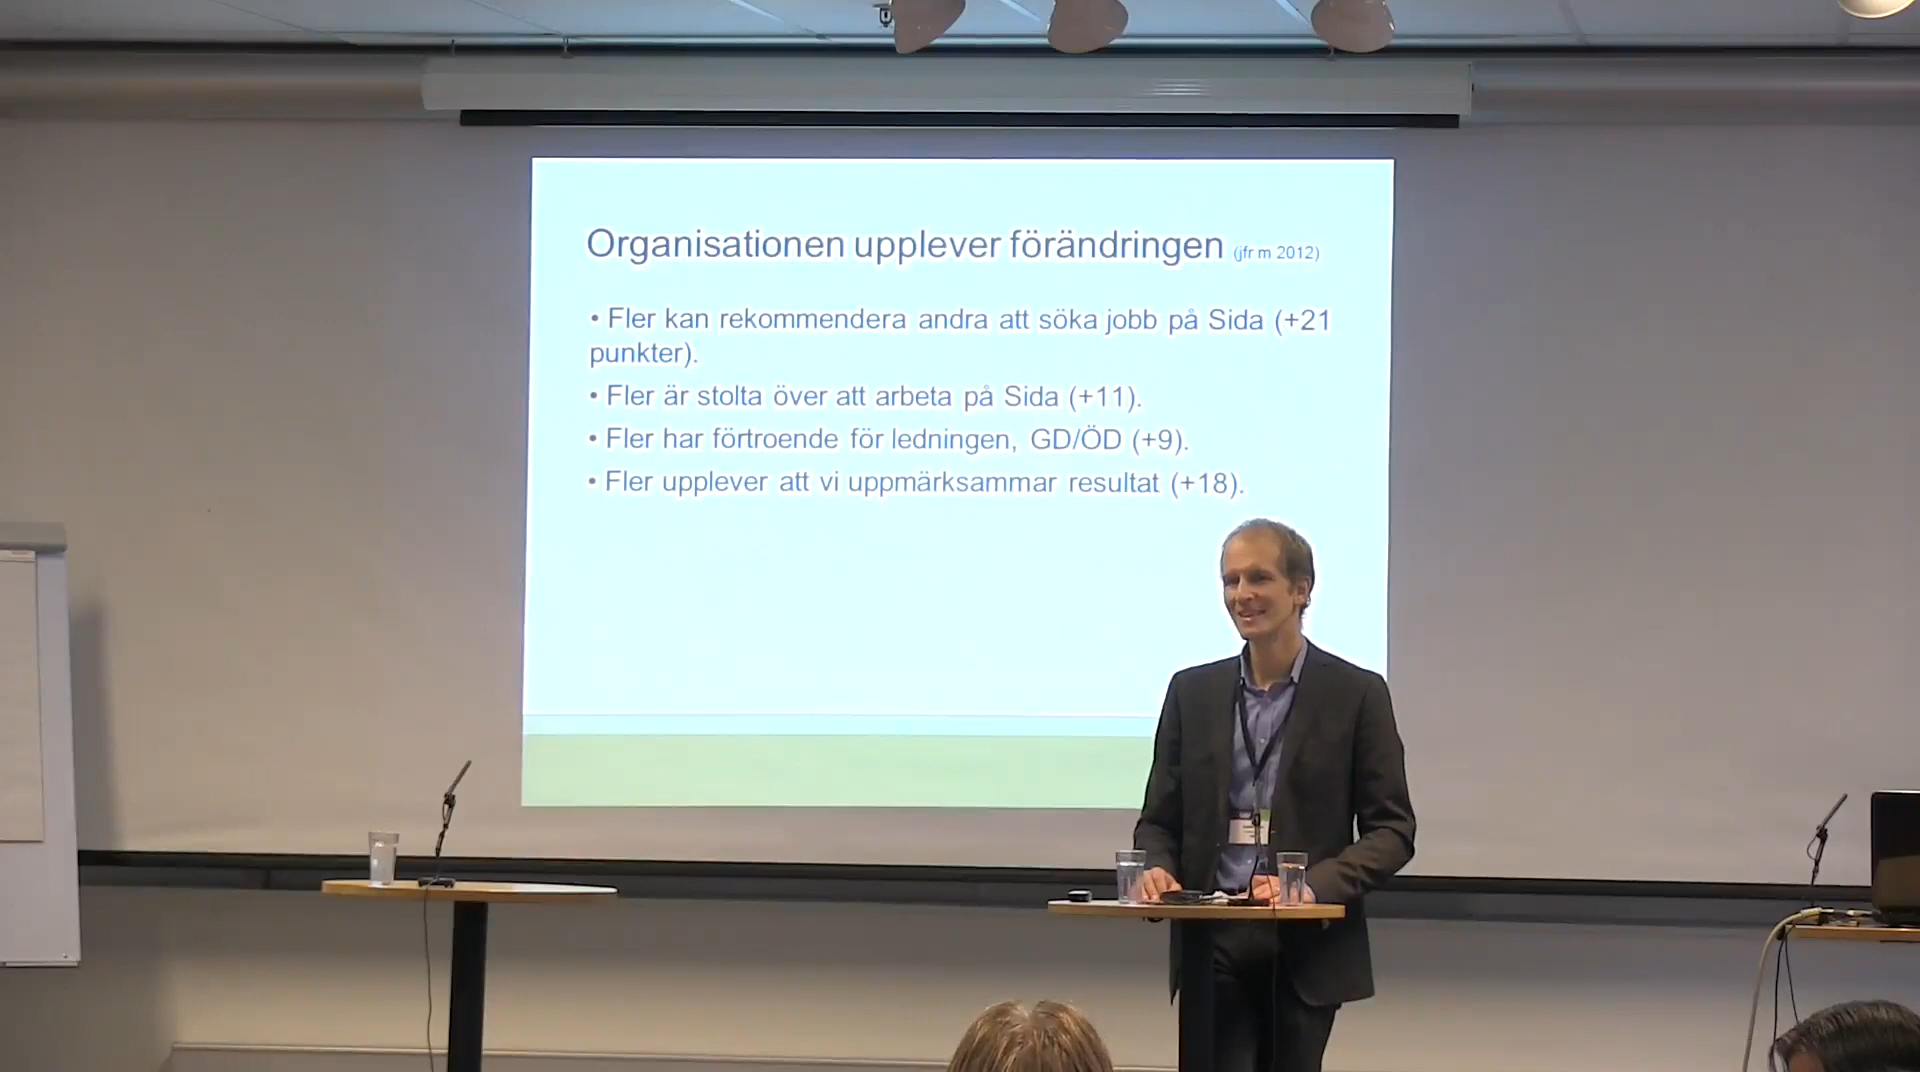 Organisationen upplever förändringen (jfr m 2012)
• Fler kan rekommendera andra att söka jobb på Sida (+21
punkter).
• Fler är stolta över att arbeta på Sida (+11).
• Fler har förtroende för ledningen, GD/ÖD (+9).
• Fler upplever att vi uppmärksammar resultat (+18).